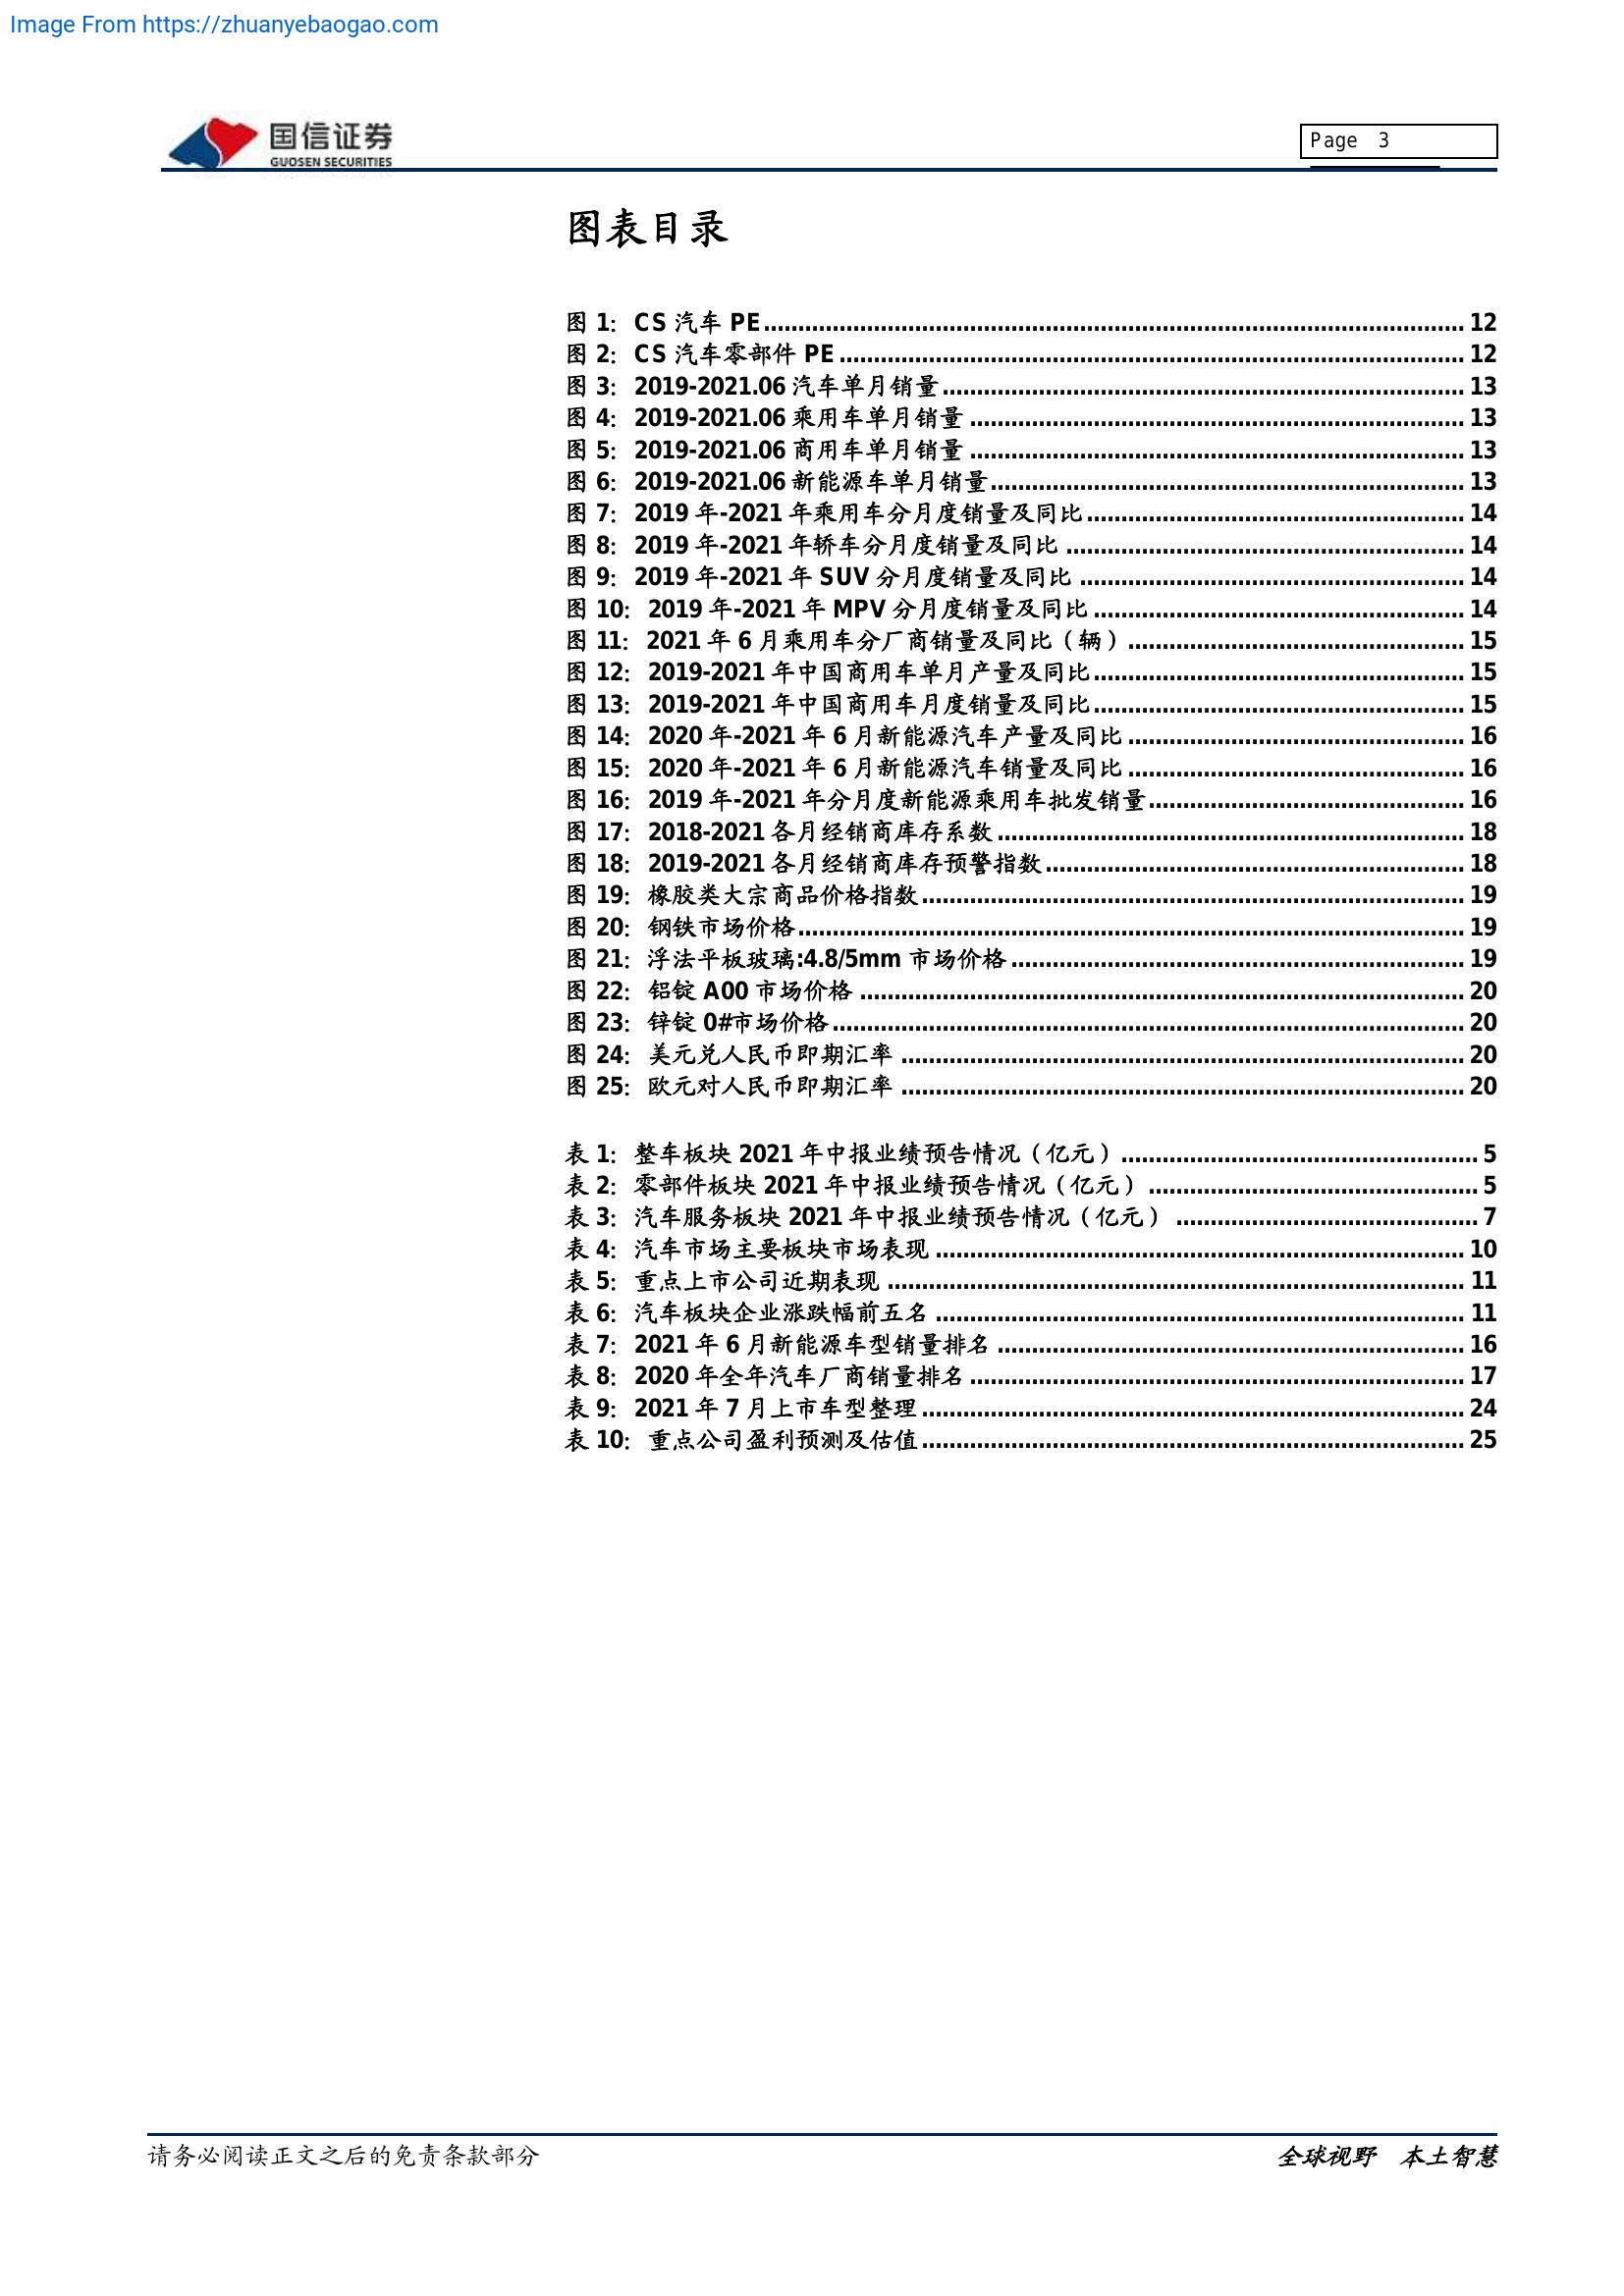 Image From https://zhuanyebaogao.com
国信证券
GUOSEN SECURITIES
Page 3
图表目录
图 1: CS 汽车 PE 12
图 2: CS 汽车零部件 PE 12
图 3: 2019-2021.06 汽车单月销量 13
图 4: 2019-2021.06 乘用车单月销量 13
图 5: 2019-2021.06 商用车单月销量 13
图 6: 2019-2021.06 新能源车单月销量 13
图 7: 2019 年-2021 年乘用车分月度销量及同比 14
图 8: 2019 年-2021 年轿车分月度销量及同比 14
图 9: 2019 年-2021 年 SUV 分月度销量及同比 14
图 10: 2019 年-2021 年 MPV 分月度销量及同比 14
图 11: 2021 年 6 月乘用车分厂商销量及同比（辆） 15
图 12: 2019-2021 年中国商用车单月产量及同比 15
图 13: 2019-2021 年中国商用车月度销量及同比 15
图 14: 2020 年-2021 年 6 月新能源汽车产量及同比 16
图 15: 2020 年-2021 年 6 月新能源汽车销量及同比 16
图 16: 2019 年-2021 年分月度新能源乘用车批发销量 16
图 17: 2018-2021 各月经销商库存系数 18
图 18: 2019-2021 各月经销商库存预警指数 18
图 19: 橡胶类大宗商品价格指数 19
图 20: 钢铁市场价格 19
图 21: 浮法平板玻璃:4.8/5mm 市场价格 19
图 22: 铝锭 A00 市场价格 20
图 23: 锌锭 0#市场价格 20
图 24: 美元兑人民币即期汇率 20
图 25: 欧元对人民币即期汇率 20
表 1: 整车板块 2021 年中报业绩预告情况（亿元） 5
表 2: 零部件板块 2021 年中报业绩预告情况（亿元） 5
表 3: 汽车服务板块 2021 年中报业绩预告情况（亿元） 7
表 4: 汽车市场主要板块市场表现 10
表 5: 重点上市公司近期表现 11
表 6: 汽车板块企业涨跌幅前五名 11
表 7: 2021 年 6 月新能源车型销量排名 16
表 8: 2020 年全年汽车厂商销量排名 17
表 9: 2021 年 7 月上市车型整理 24
表 10: 重点公司盈利预测及估值 25
请务必阅读正文之后的免责条款部分
全球视野 本土智慧